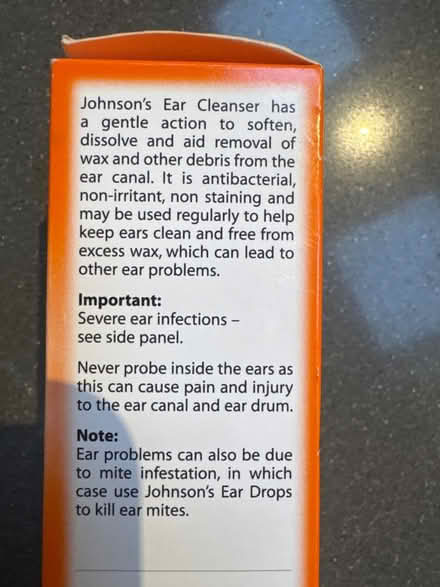 Johnson's Ear Cleanser has
a gentle action to soften,
dissolve and aid removal of
wax and other debris from the
ear canal. It is antibacterial,
non-irritant, non staining and
may be used regularly to help
keep ears clean and free from
excess wax, which can lead to
other ear problems.
Important:
Severe ear infections –
see side panel.
Never probe inside the ears as
this can cause pain and injury
to the ear canal and ear drum.
Note:
Ear problems can also be due
to mite infestation, in which
case use Johnson's Ear Drops
to kill ear mites.